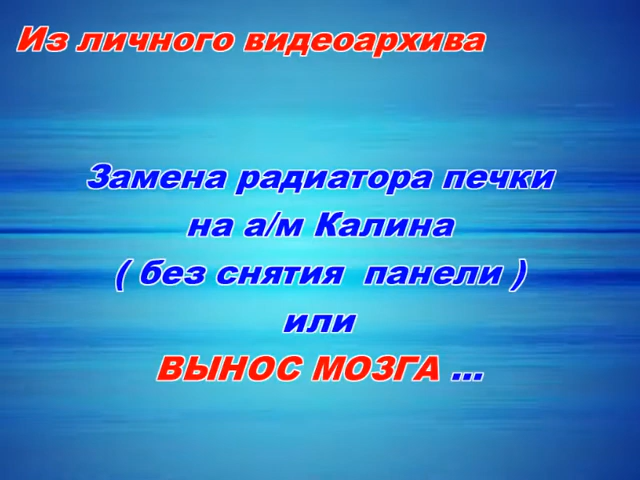 Из личного видеоархива
Замена радиатора печки
на а/м Калина
( без снятия панели )
или
ВЫНОС МОЗГА ...